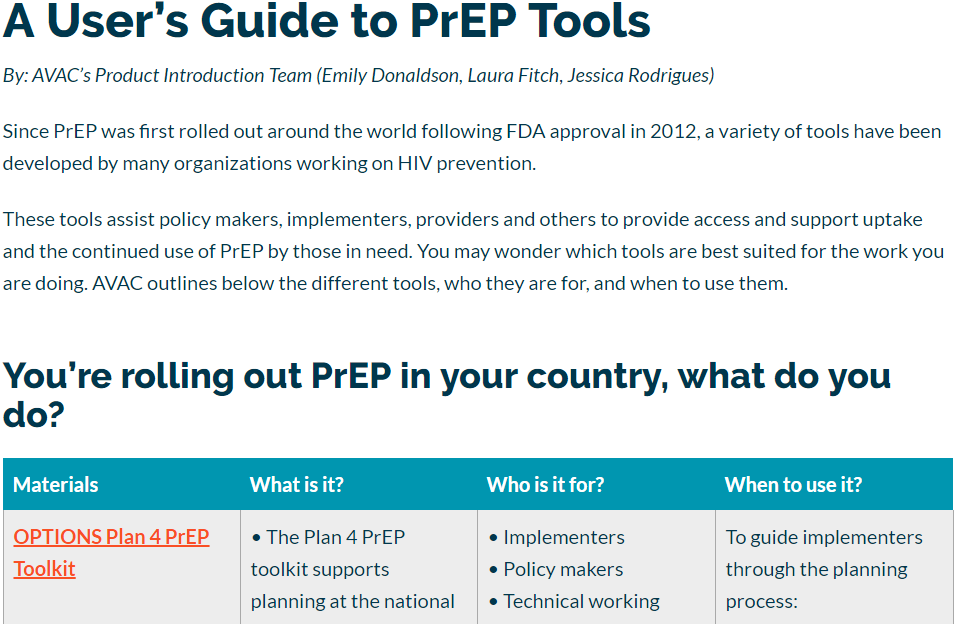 A User's Guide to PrEP Tools
By: AVAC's Product Introduction Team (Emily Donaldson, Laura Fitch, Jessica Rodrigues)
Since PrEP was first rolled out around the world following FDA approval in 2012, a variety of tools have been
developed by many organizations working on HIV prevention.
These tools assist policy makers, implementers, providers and others to provide access and support uptake
and the continued use of PrEP by those in need. You may wonder which tools are best suited for the work you
are doing. AVAC outlines below the different tools, who they are for, and when to use them.
You're rolling out PrEP in your country, what do you
do?
Materials
What is it?
Who is it for?
When to use it?
OPTIONS Plan 4 PrEP
Toolkit
• The Plan 4 PrEP
toolkit supports
planning at the national
• Implementers
• Policy makers
• Technical working
To guide implementers
through the planning
process: